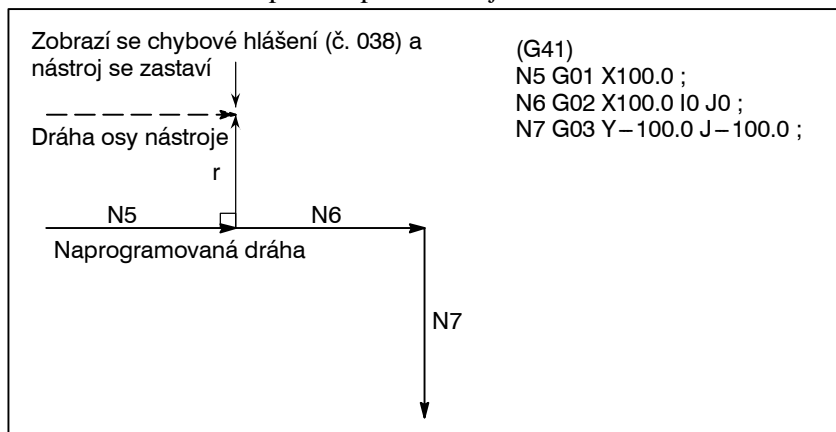 Zobrazí se chybové hlášení (č. 038) a
nástroj se zastaví
Dráha osy nástroje
r
N5
N6
Naprogramovaná dráha
N7
(G41)
N5 G01 X100.0 ;
N6 G02 X100.0 I0 J0 ;
N7 G03 Y–100.0 J–100.0 ;